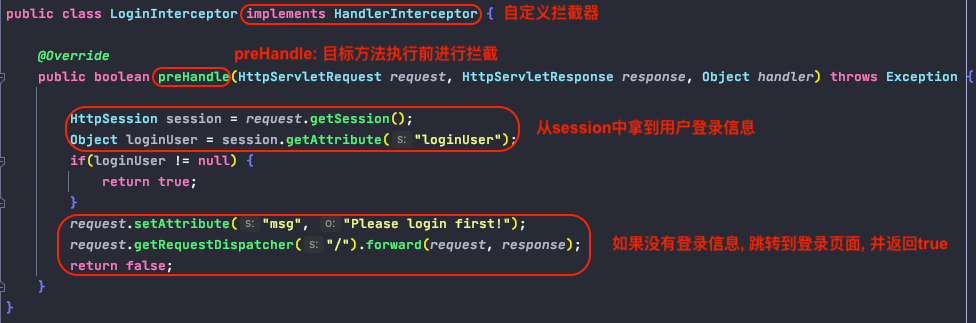 public class LoginInterceptor implements HandlerInterceptor { 自定义拦截器
preHandle: 目标方法执行前进行拦截
@Override
public boolean preHandle(HttpServletRequest request, HttpServletResponse response, Object handler) throws Exception {
HttpSession session = request.getSession();
Object loginUser = session.getAttribute( s: "loginUser");
从session中拿到用户登录信息
if(loginUser != null) {
return true;
}
request.setAttribute( s: "msg", o: "Please login first!");
request.getRequestDispatcher( s: "/").forward(request, response);
如果没有登录信息, 跳转到登录页面, 并返回true
return false;
}
}